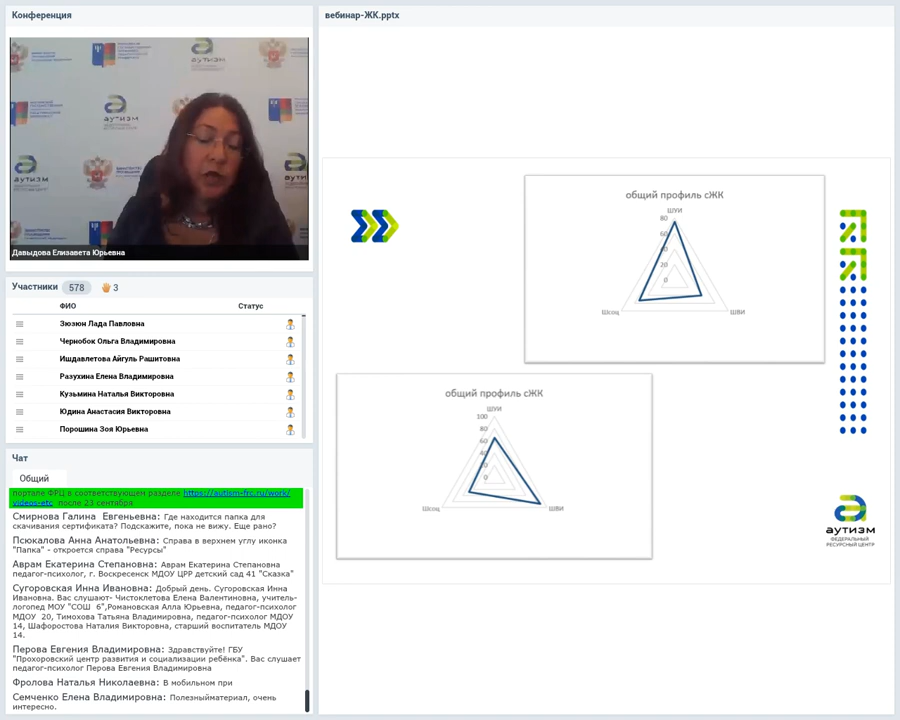 Конференция
вебинар-ЖК.pptx
аутизм
Давыдова Елизавета Юрьевна
Участники 578 3
ФИО Статус
Зюзюн Лада Павловна
Чернобок Ольга Владимировна
Ишдавлетова Айгуль Рашитовна
Разухина Елена Владимировна
Кузьмина Наталья Викторовна
Юдина Анастасия Викторовна
Порошина Зоя Юрьевна
Чат
Общий
портале ФРЦ в соответствующем разделе https://autism-frc.ru/work/
videos-etc после 23 сентября
Смирнова Галина Евгеньевна: Где находится папка для
скачивания сертификата? Подскажите, пока не вижу. Еще рано?
Псюкалова Анна Анатольевна: Справа в верхнем углу иконка
"Папка" - откроется справа "Ресурсы"
Аврам Екатерина Степановна: Аврам Екатерина Степановна
педагог-психолог, г. Воскресенск МДОУ ЦРР детский сад 41 "Сказка"
Сугоровская Инна Ивановна: Добрый день. Сугоровская Инна
Ивановна. Вас слушают- Чистоклетова Елена Валентиновна, учитель-
логопед МОУ "СОШ 6",Романовская Алла Юрьевна, педагог-психолог
МДОУ 20, Тимохова Татьяна Владимировна, педагог-психолог МДОУ
14, Шафоростова Наталия Викторовна, старший воспитатель МДОУ
14.
Перова Евгения Владимировна: Здравствуйте! ГБУ
"Прохоровский центр развития и социализации ребёнка". Вас слушает
педагог-психолог Перова Евгения Владимировна
Фролова Наталья Николаевна: В мобильном при
Семченко Елена Владимировна: Полезныйматериал, очень
интересно.
общий профиль сЖК
ШУИ
80
60
40
20
0
Шсоц ШВИ
общий профиль сЖК
ШУИ
100
80
60
40
20
0
Шсоц ШВИ
аутизм
ФЕДЕРАЛЬНЫЙ
РЕСУРСНЫЙ ЦЕНТР